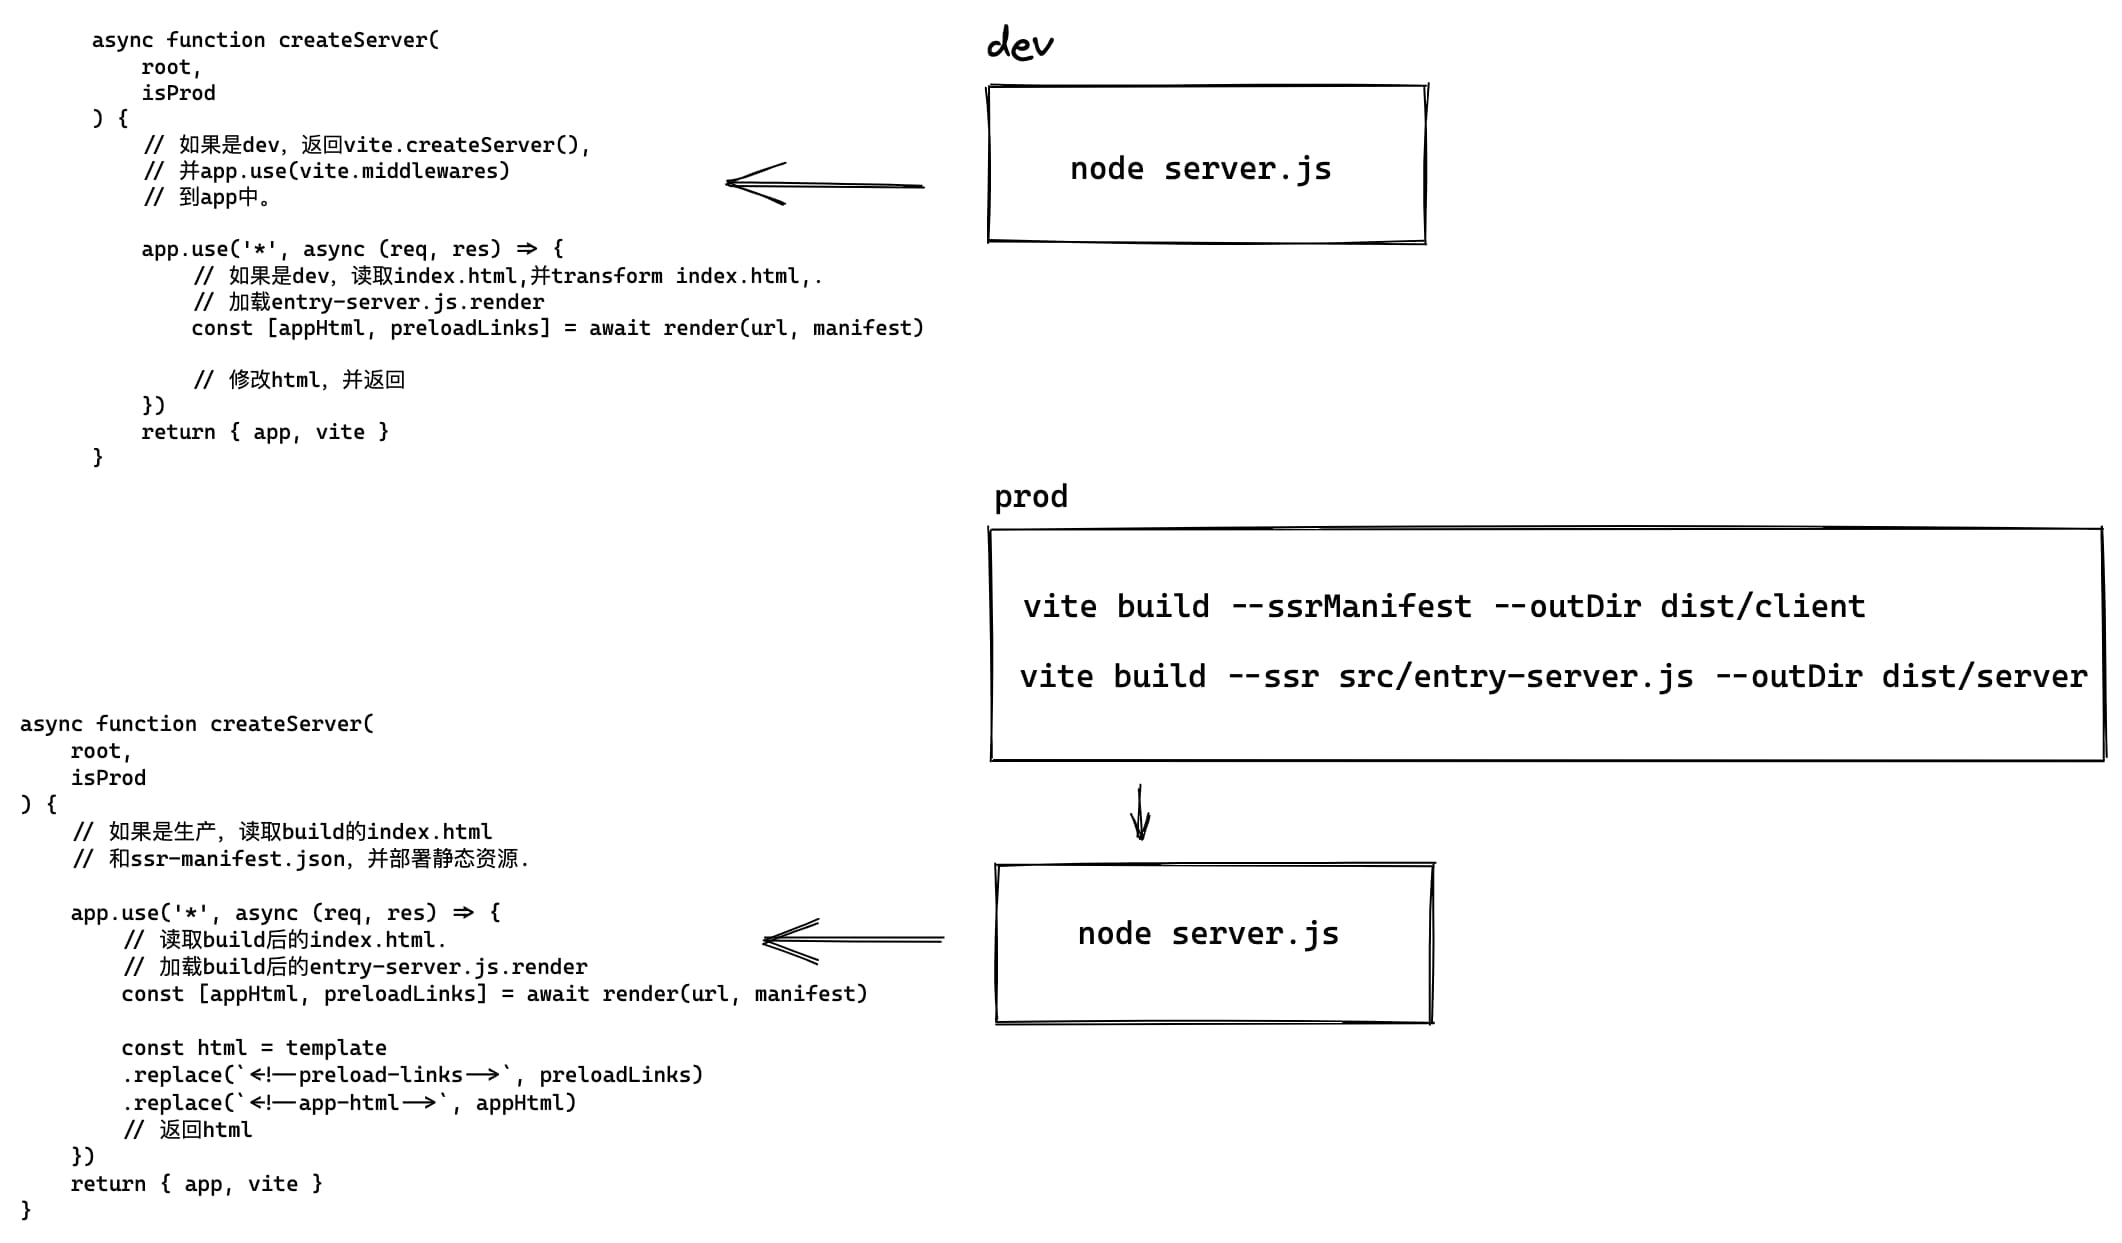 async function createServer(
    root,
    isProd
) {
    // 如果是dev，返回vite.createServer(),
    // 并app.use(vite.middlewares)
    // 到app中。
    app.use('*', async (req, res) => {
        // 如果是dev，读取index.html,并transform index.html,.
        // 加载entry-server.js.render
        const [appHtml, preloadLinks] = await render(url, manifest)
        // 修改html，并返回
    })
    return { app, vite }
}
dev
node server.js
prod
vite build --ssrManifest --outDir dist/client
vite build --ssr src/entry-server.js --outDir dist/server
node server.js
async function createServer(
    root,
    isProd
) {
    // 如果是生产，读取build的index.html
    // 和ssr-manifest.json，并部署静态资源.
    app.use('*', async (req, res) => {
        // 读取build后的index.html.
        // 加载build后的entry-server.js.render
        const [appHtml, preloadLinks] = await render(url, manifest)
        const html = template
        .replace(`<!--preload-links-->`, preloadLinks)
        .replace(`<!--app-html-->`, appHtml)
        // 返回html
    })
    return { app, vite }
}